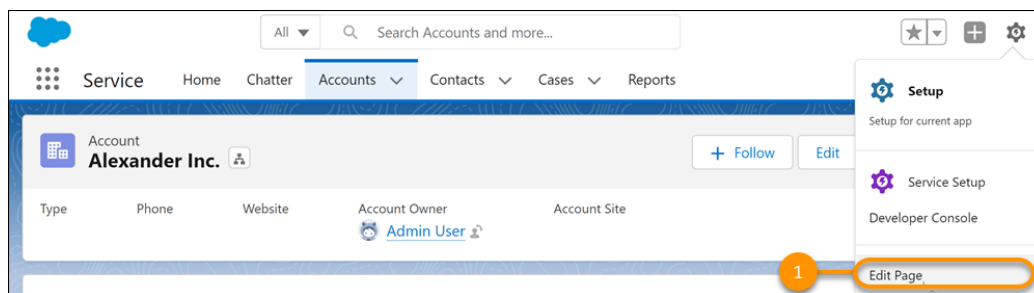 All Search Accounts and more...
Service Home Chatter Accounts Contacts Cases Reports
Setup
Setup for current app
Account
Alexander Inc.
+ Follow Edit
Service Setup
Type Phone Website Account Owner Account Site
Admin User
Developer Console
1 Edit Page